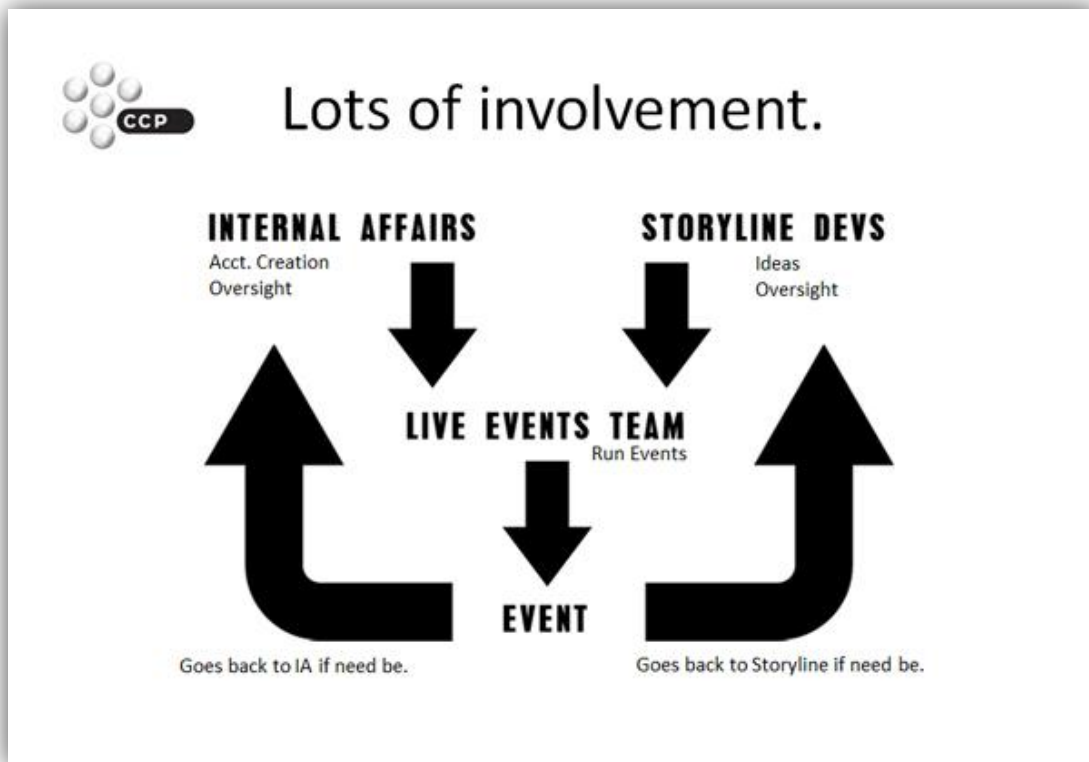 CCP
Lots of involvement.
INTERNAL AFFAIRS
Acct. Creation
Oversight
STORYLINE DEVS
Ideas
Oversight
LIVE EVENTS TEAM
Run Events
EVENT
Goes back to IA if need be.
Goes back to Storyline if need be.